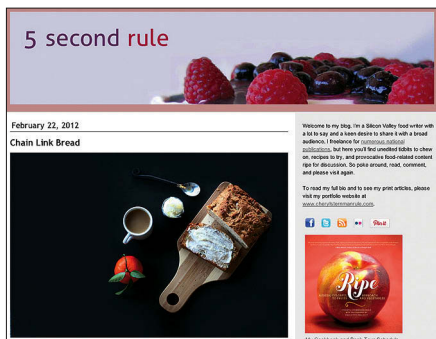 5 second rule
February 22, 2012
Chain Link Bread
Welcome to my blog. I'm a Silicon Valley food writer with
a lot to say and a keen desire to share it with a broad
audience. I freelance for numerous national
publications, but here you'll find unedited tidbits to chew
on, recipes to try, and provocative food-related content
ripe for discussion. So poke around, read, comment,
and please visit again.
To read my full bio and to see my print articles, please
visit my portfolio website at
www.cherylsternmanrule.com.
Pin it
Ripe